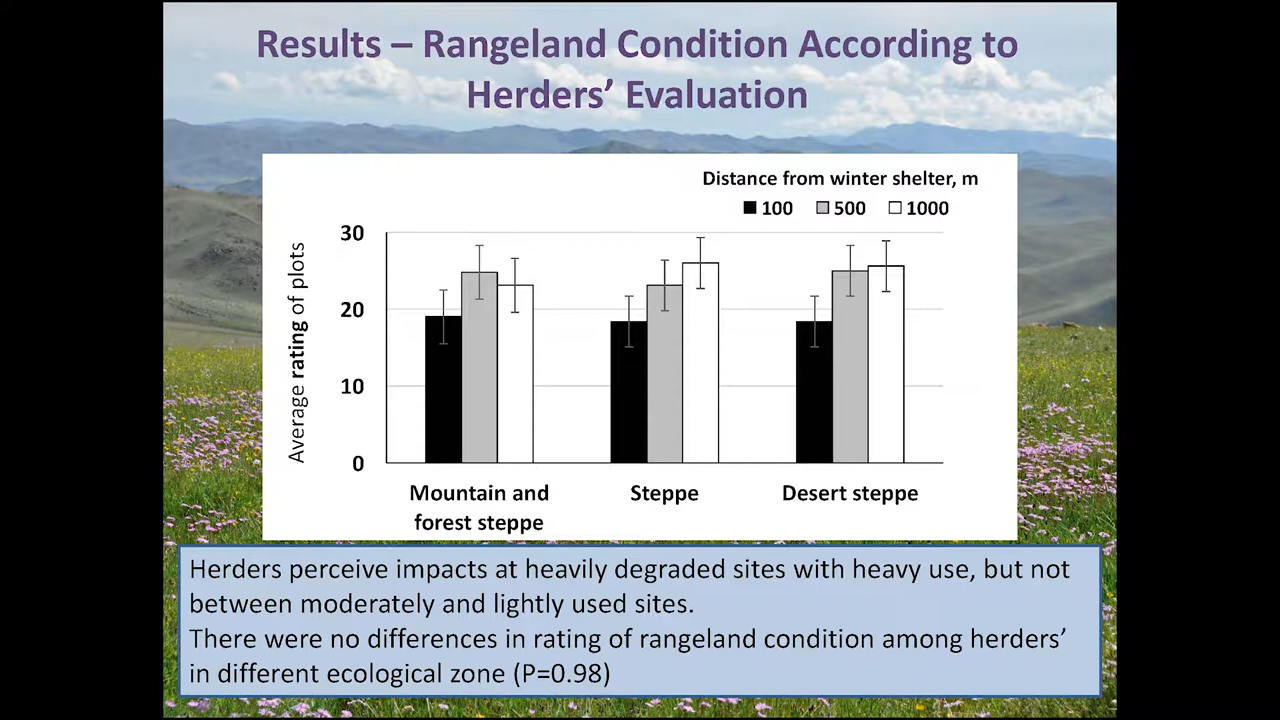 Results – Rangeland Condition According to
Herders’ Evaluation
Distance from winter shelter, m
100 500 1000
Average rating of plots
30
20
10
0
Mountain and
forest steppe
Steppe
Desert steppe
Herders perceive impacts at heavily degraded sites with heavy use, but not
between moderately and lightly used sites.
There were no differences in rating of rangeland condition among herders’
in different ecological zone (P=0.98)